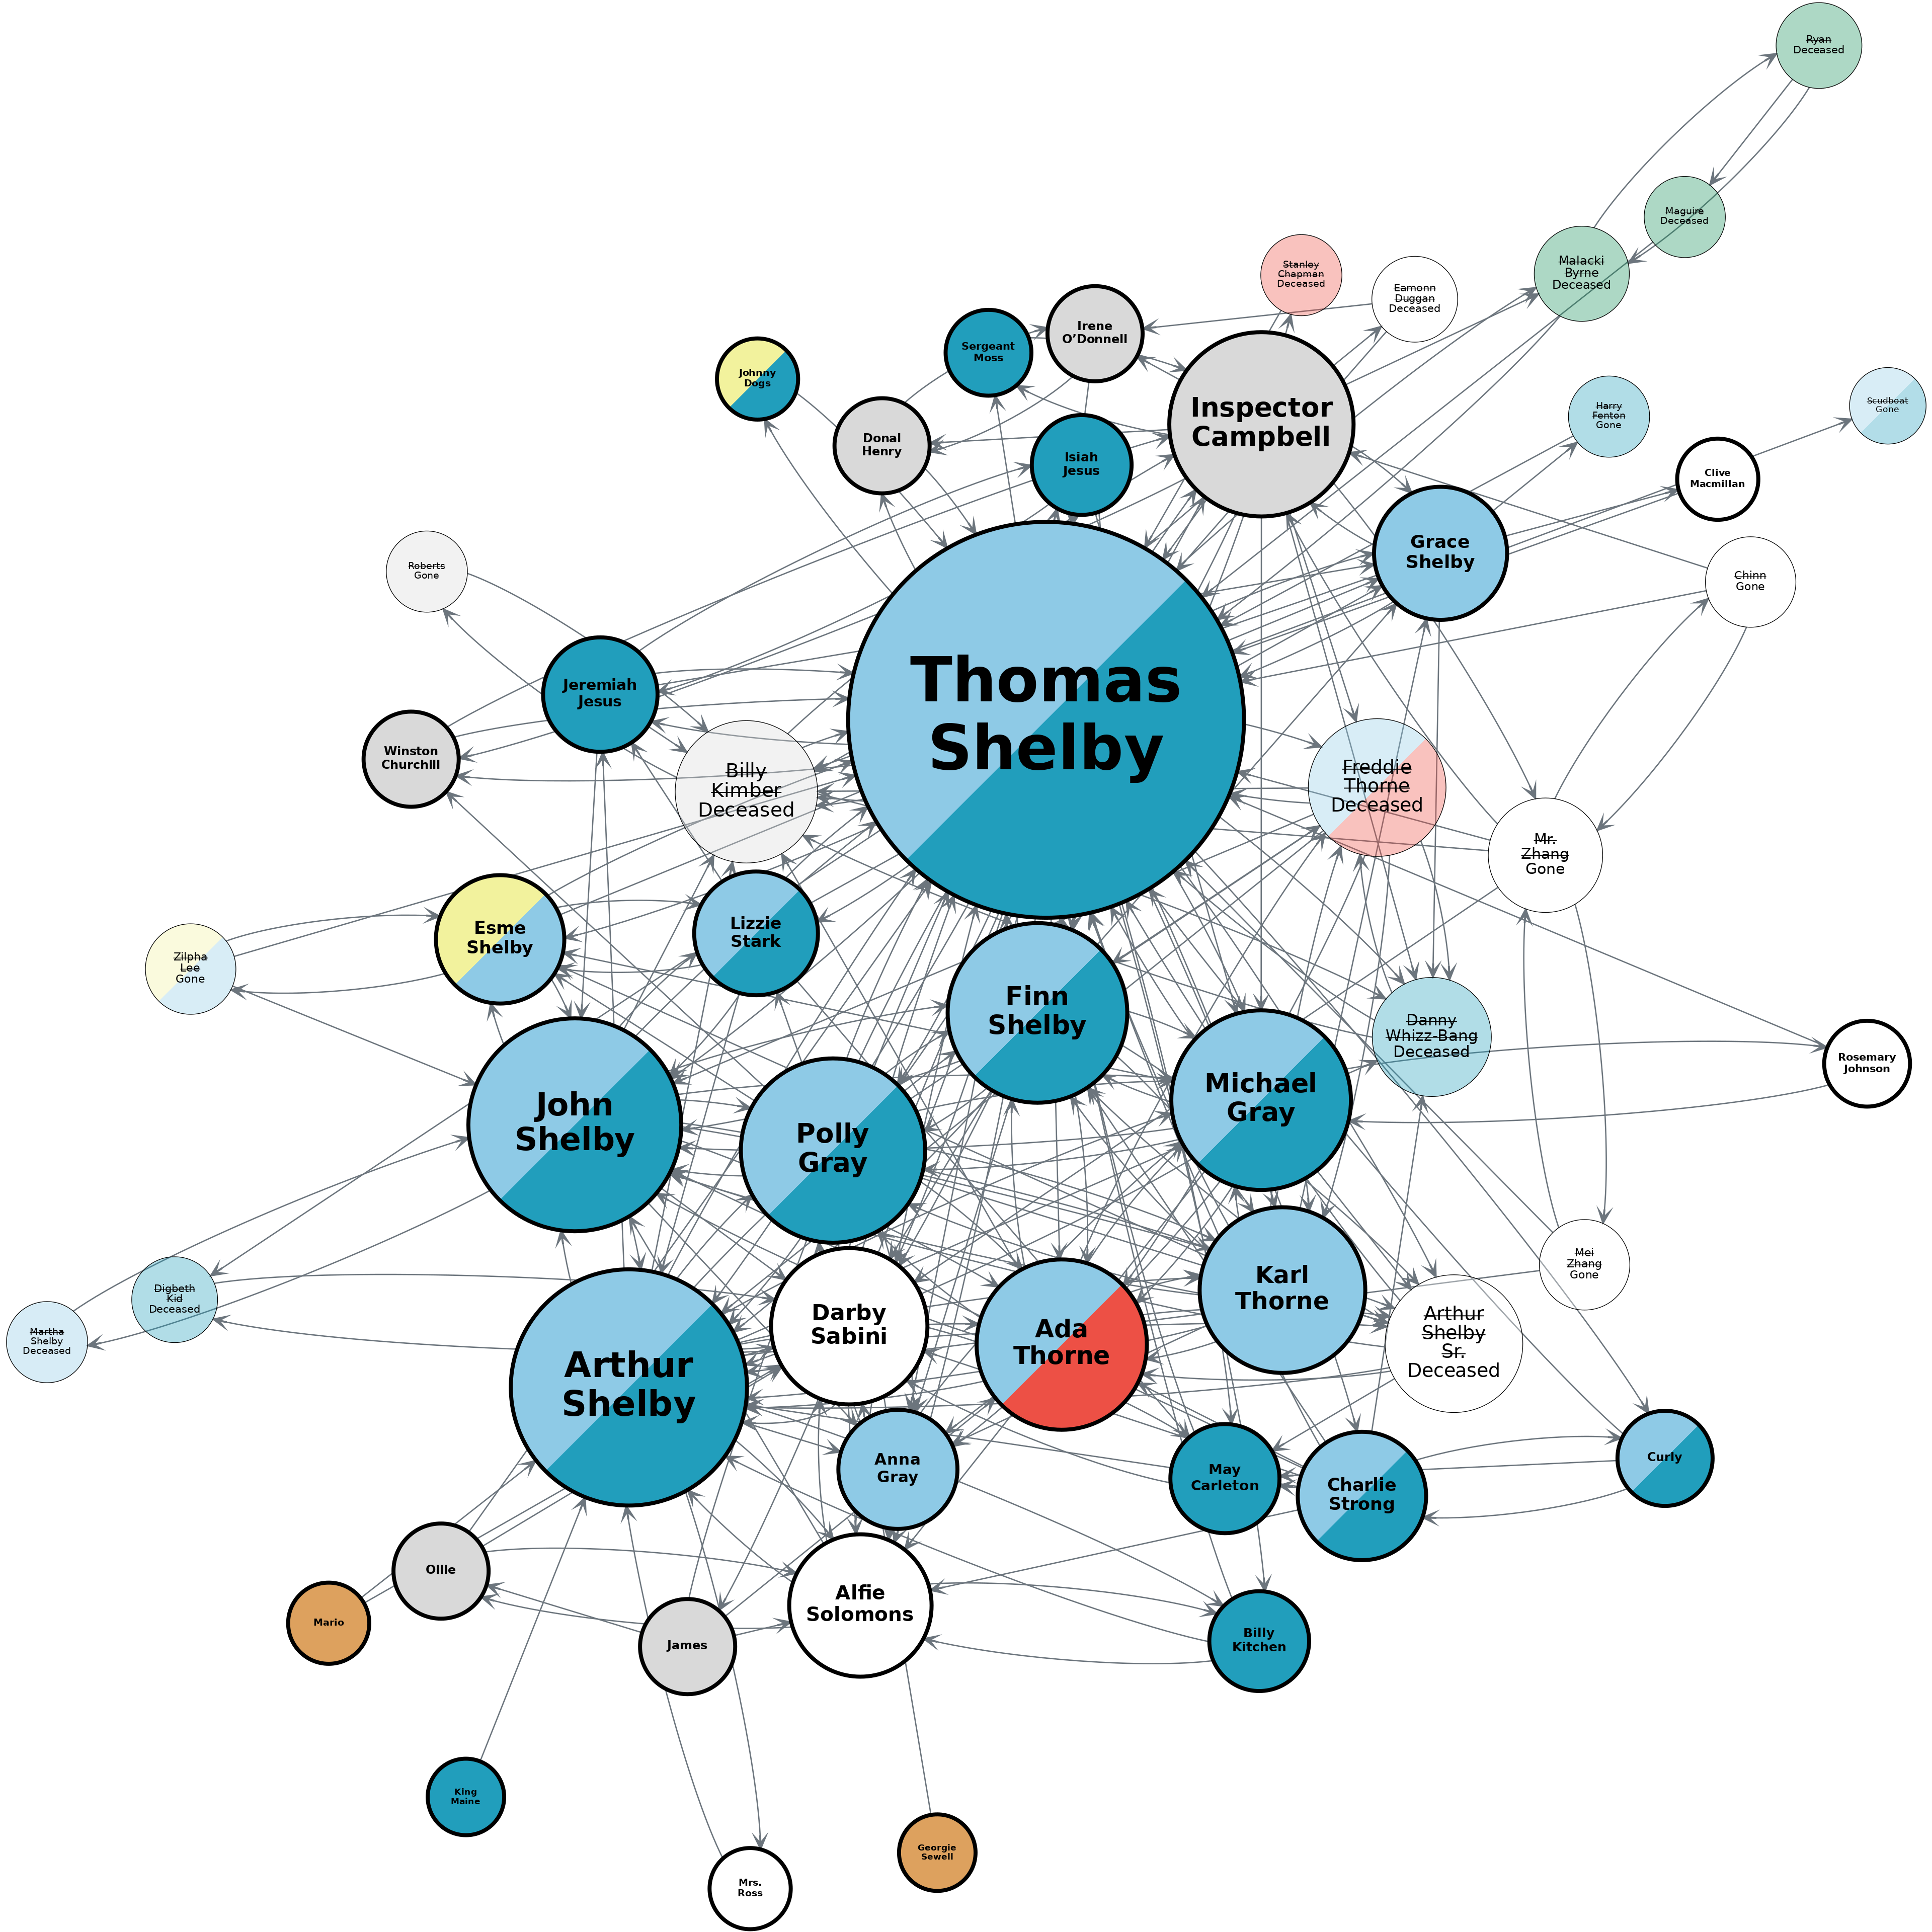 Ryan
Deceased
Maguire
Deceased
Malacki
Byrne
Deceased
Stanley
Chapman
Deceased
Eamonn
Duggan
Deceased
Irene
O’Donnell
Sergeant
Moss
Johnny
Dogs
Donal
Henry
Isiah
Jesus
Inspector
Campbell
Harry
Fenton
Gone
Scudboat
Gone
Clive
Macmillan
Grace
Shelby
Chinn
Gone
Roberts
Gone
Jeremiah
Jesus
Winston
Churchill
Billy
Kimber
Deceased
Thomas
Shelby
Freddie
Thorne
Deceased
Mr.
Zhang
Gone
Esme
Shelby
Lizzie
Stark
Zilpha
Lee
Gone
Finn
Shelby
Danny
Whizz-Bang
Deceased
Rosemary
Johnson
John
Shelby
Polly
Gray
Michael
Gray
Mei
Zhang
Gone
Digbeth
Kid
Deceased
Martha
Shelby
Deceased
Karl
Thorne
Darby
Sabini
Ada
Thorne
Arthur
Shelby
Sr.
Deceased
Arthur
Shelby
Anna
Gray
May
Carleton
Charlie
Strong
Curly
Ollie
Mario
James
Alfie
Solomons
Billy
Kitchen
King
Maine
Georgie
Sewell
Mrs.
Ross